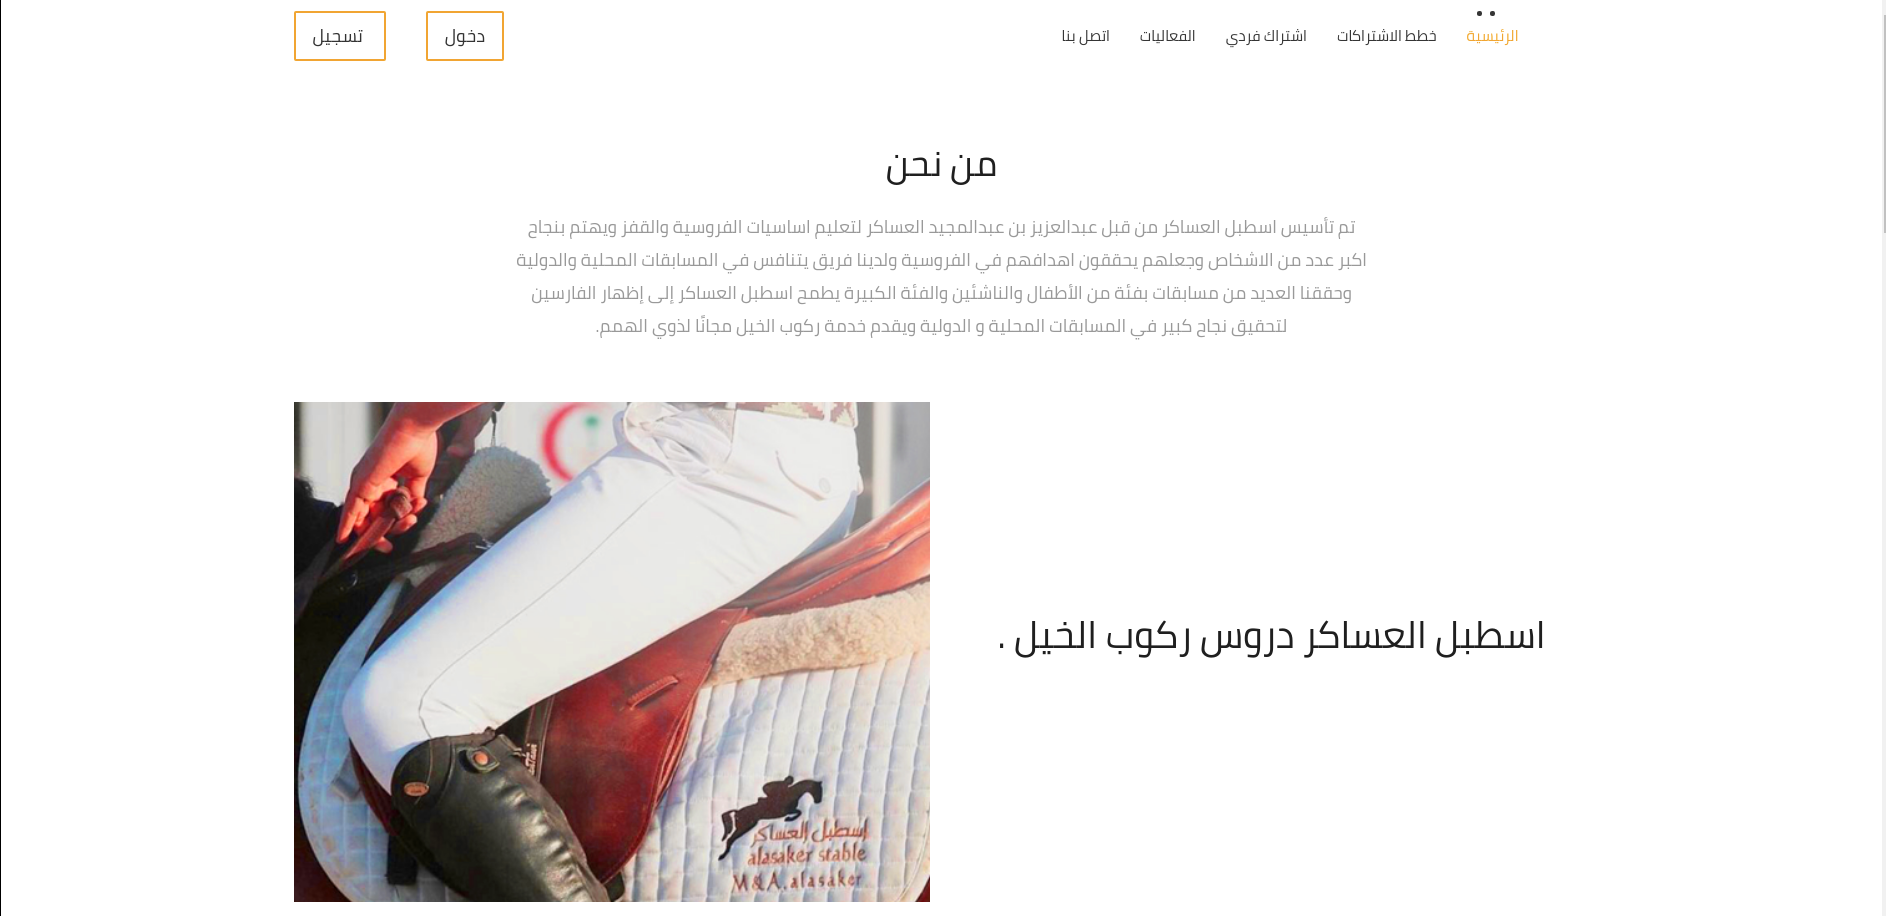 الرئيسية
خطط الاشتراكات
اشتراك فردي
الفعاليات
اتصل بنا
دخول
تسجيل
من نحن
تم تأسيس اسطبل العساكر من قبل عبدالعزيز بن عبدالمجيد العساكر لتعليم اساسيات الفروسية والقفز ويهتم بنجاح
اكبر عدد من الاشخاص وجعلهم يحققون اهدافهم في الفروسية ولدينا فريق يتنافس في المسابقات المحلية والدولية
وحققنا العديد من مسابقات بفئة من الأطفال والناشئين والفئة الكبيرة يطمح اسطبل العساكر إلى إظهار الفارسين
لتحقيق نجاح كبير في المسابقات المحلية و الدولية ويقدم خدمة ركوب الخيل مجانًا لذوي الهمم.
اسطبل العساكر دروس ركوب الخيل .
إسطبل العساكر
alasaker stable
M&A.alasaker